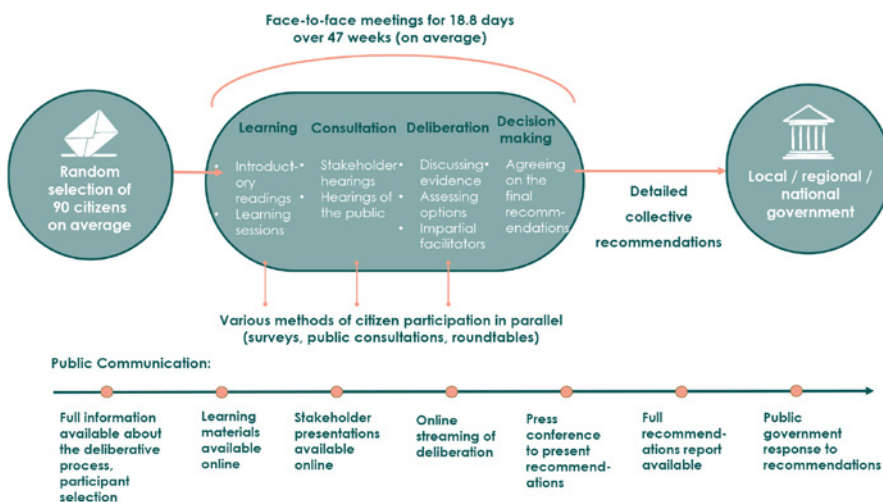 Face-to-face meetings for 18.8 days
over 47 weeks (on average)
Random
selection of
90 citizens
on average
Learning
• Introduct-
ory
readings
• Learning
sessions
Consultation
• Stakeholder
hearings
• Hearings of
the public
Deliberation
• Discussing
evidence
• Assessing
options
• Impartial
facilitators
Decision
making
• Agreeing
on the
final
recomm-
endations
Detailed
collective
recommendations
Local / regional /
national
government
Various methods of citizen participation in parallel
(surveys, public consultations, roundtables)
Public Communication:
Full information
available about
the deliberative
process,
participant
selection
Learning
materials
available
online
Stakeholder
presentations
available
online
Online
streaming of
deliberation
Press
conference
to present
recommend-
ations
Full
recommend-
ations report
available
Public
government
response to
recommendations